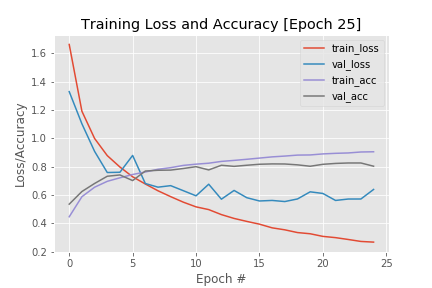 Training Loss and Accuracy [Epoch 25]
train_loss
val_loss
train_acc
val_acc
1.6
1.4
1.2
1.0
0.8
0.6
0.4
0.2
Loss/Accuracy
0 5 10 15 20 25
Epoch #